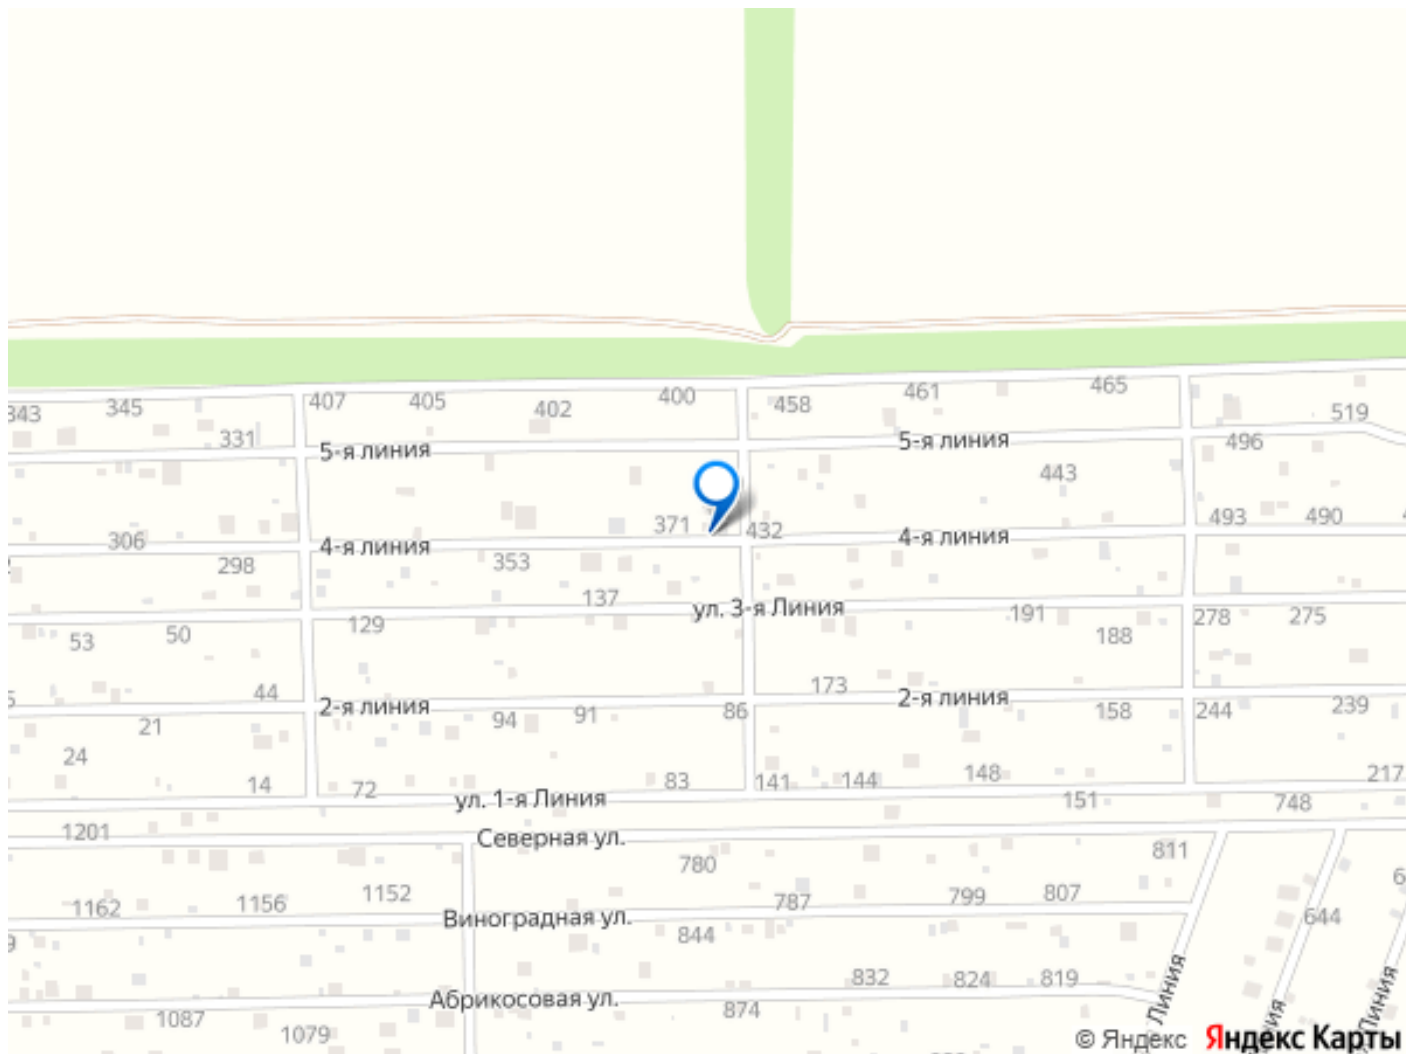 407 405 402 400 458 461 465
343 345 331 519
5-я линия 5-я линия 496
443
371 432 493 490
306 4-я линия 4-я линия
298 353
137 ул. 3-я Линия 191 278 275
53 50 129 188
44 173
2-я линия 86 2-я линия
21 94 91 158 244 239
24
14 72 83 141 144 148 217
ул. 1-я Линия 151 748
1201 Северная ул.
780 811
1162 1156 1152 787 799 807
Виноградная ул. 644
844
832 824 819
Абрикосовая ул. Линия Линия
1087 1079 874
© Яндекс Яндекс Карты